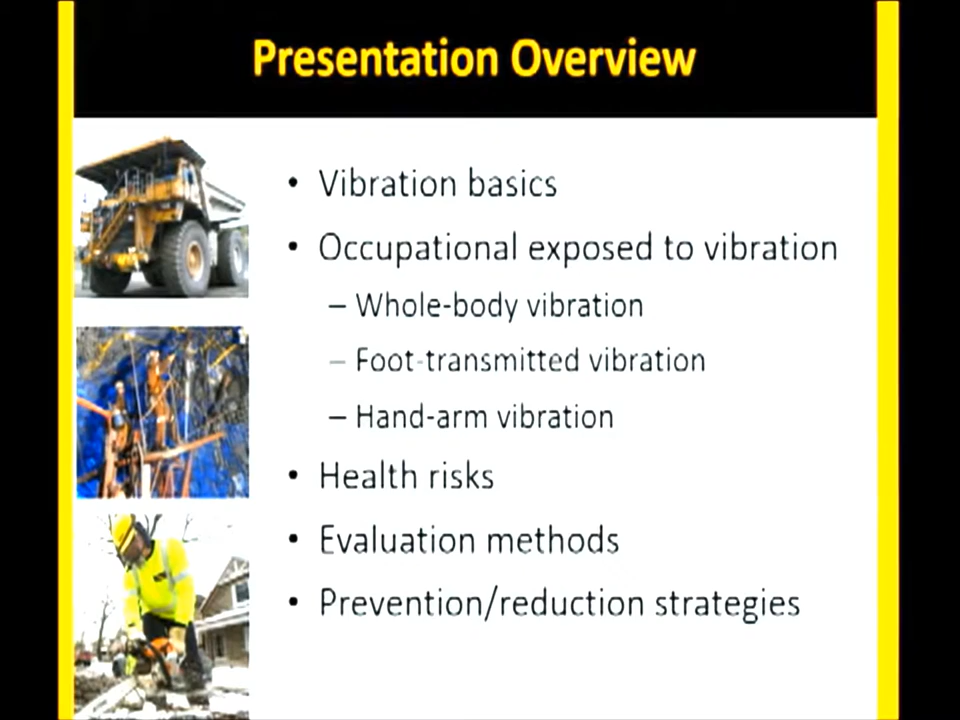 Presentation Overview
• Vibration basics
• Occupational exposed to vibration
– Whole-body vibration
– Foot-transmitted vibration
– Hand-arm vibration
• Health risks
• Evaluation methods
• Prevention/reduction strategies